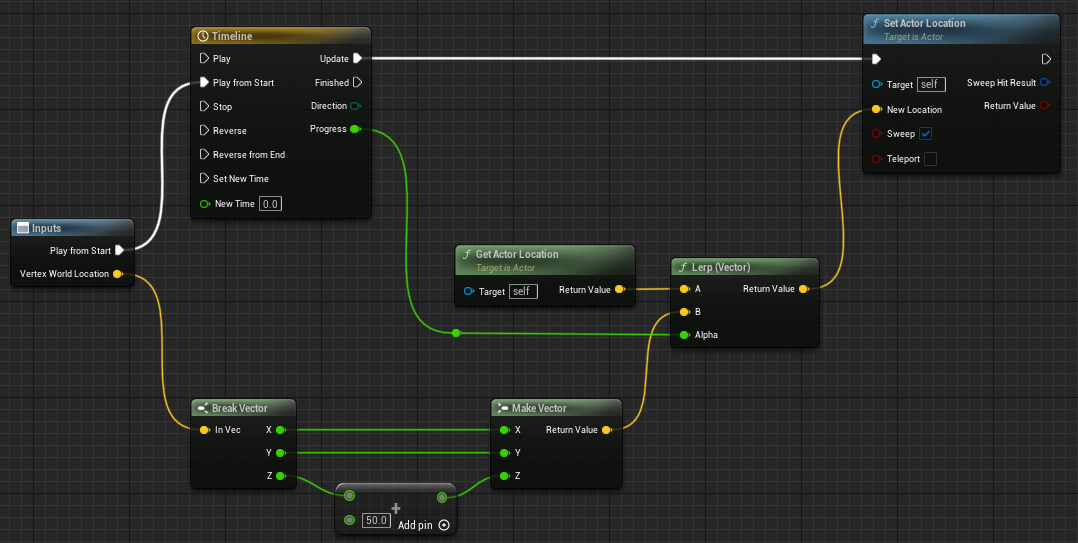 Timeline
Play
Update
Play from Start
Finished
Stop
Direction
Reverse
Progress
Reverse from End
Set New Time
New Time 0.0
Set Actor Location
Target is Actor
Target self
Sweep Hit Result
New Location
Return Value
Sweep
Teleport
Inputs
Play from Start
Vertex World Location
Get Actor Location
Target is Actor
Target self
Return Value
Lerp (Vector)
A
Return Value
B
Alpha
Break Vector
In Vec
X
Y
Z
Make Vector
X
Return Value
Y
Z
+
50.0
Add pin